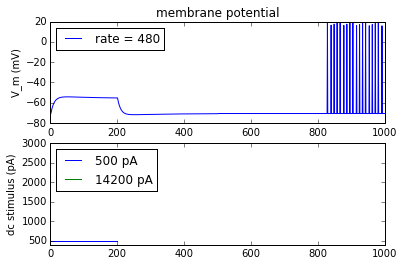 membrane potential
20
0
−20
−40
−60
−80
V_m (mV)
rate = 480
0 200 400 600 800 1000
3000
2500
2000
1500
1000
500
dc stimulus (pA)
500 pA
14200 pA
0 200 400 600 800 1000